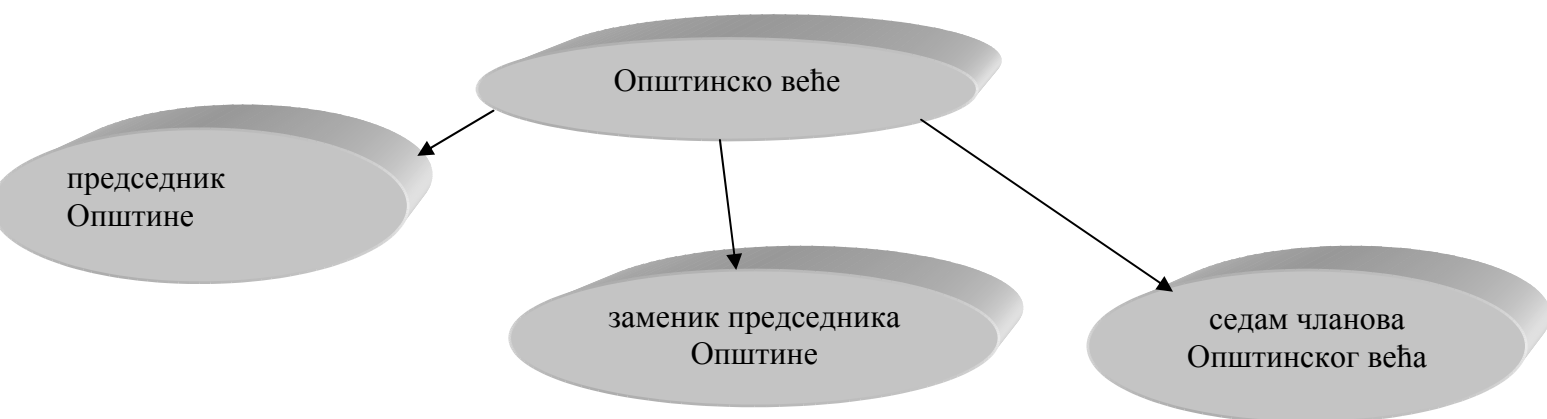 Општинско веће
председник
Општине
заменик председника
Општине
седам чланова
Општинског већа